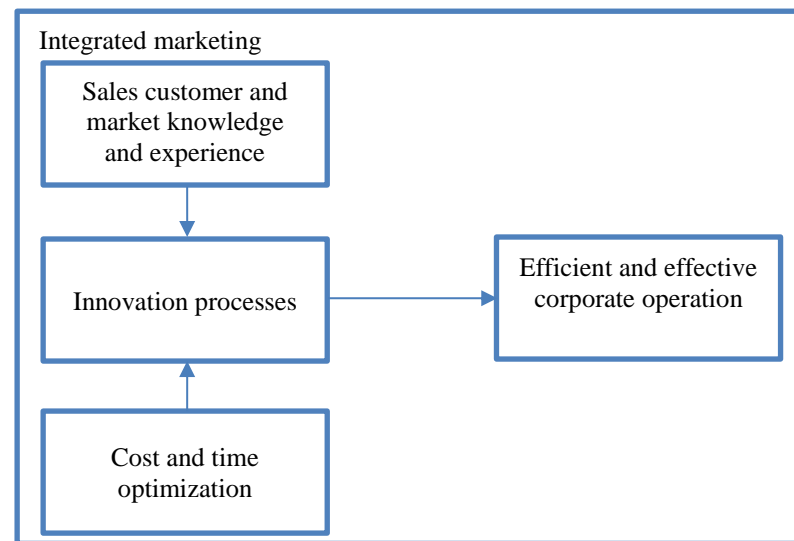 Integrated marketing
Sales customer and
market knowledge
and experience
Innovation processes
Efficient and effective
corporate operation
Cost and time
optimization